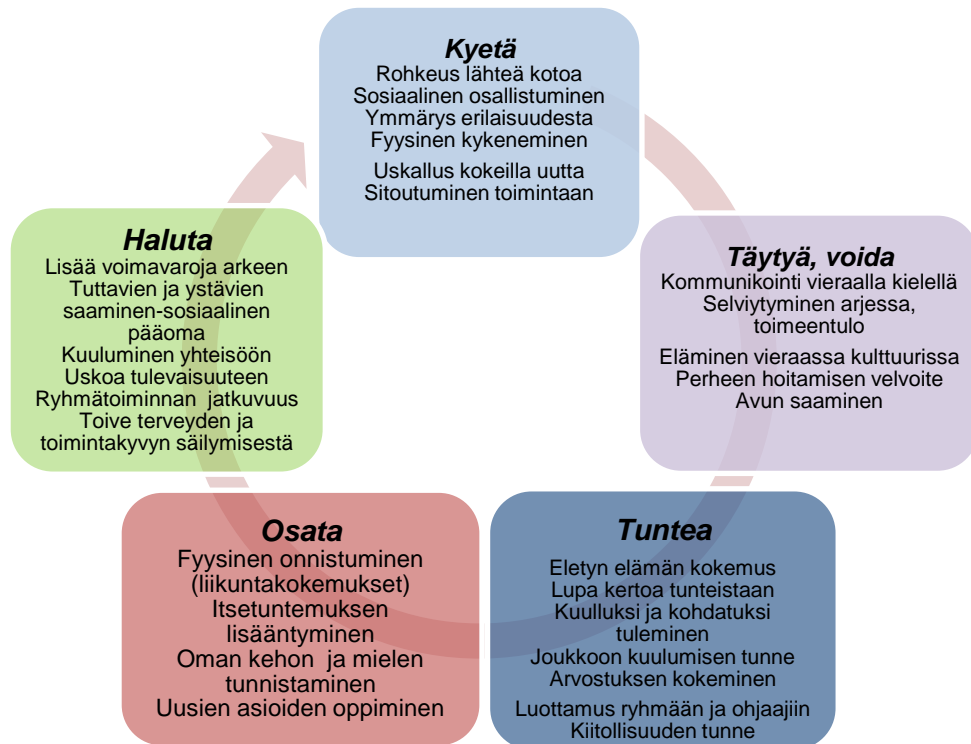 Kyetä
Rohkeus lähteä kotoa
Sosiaalinen osallistuminen
Ymmärys erilaisuudesta
Fyysinen kykeneminen
Uskallus kokeilla uutta
Sitoutuminen toimintaan
Täytyä, voida
Kommunikointi vieraalla kielellä
Selviytyminen arjessa,
toimeentulo
Eläminen vieraassa kulttuurissa
Perheen hoitamisen velvoite
Avun saaminen
Tuntea
Eletyn elämän kokemus
Lupa kertoa tunteistaan
Kuulluksi ja kohdatuksi
tuleminen
Joukkoon kuulumisen tunne
Arvostuksen kokeminen
Luottamus ryhmään ja ohjaajiin
Kiitollisuuden tunne
Osata
Fyysinen onnistuminen
(liikuntakokemukset)
Itsetuntemuksen
lisääntyminen
Oman kehon ja mielen
tunnistaminen
Uusien asioiden oppiminen
Haluta
Lisää voimavaroja arkeen
Tuttavien ja ystävien
saaminen-sosiaalinen
pääoma
Kuuluminen yhteisöön
Uskoa tulevaisuuteen
Ryhmätoiminnan jatkuvuus
Toive terveyden ja
toimintakyvyn säilymisestä